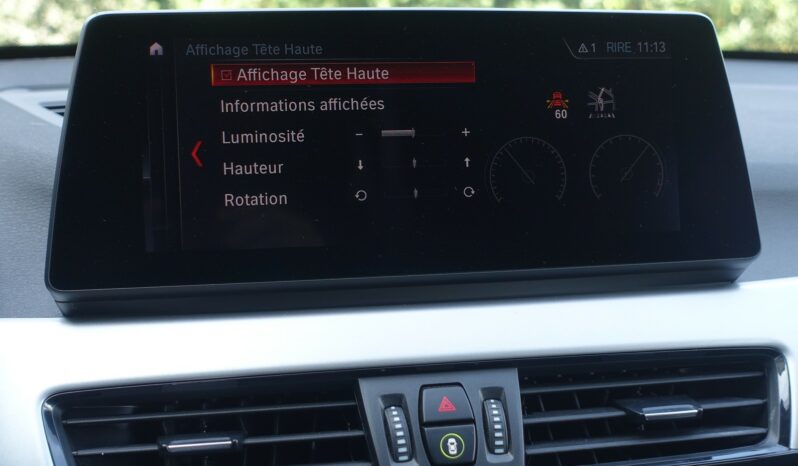 Affichage Tête Haute
1 RIRE 11:13
Affichage Tête Haute
Informations affichées
Luminosité - +
60
Hauteur
Rotation